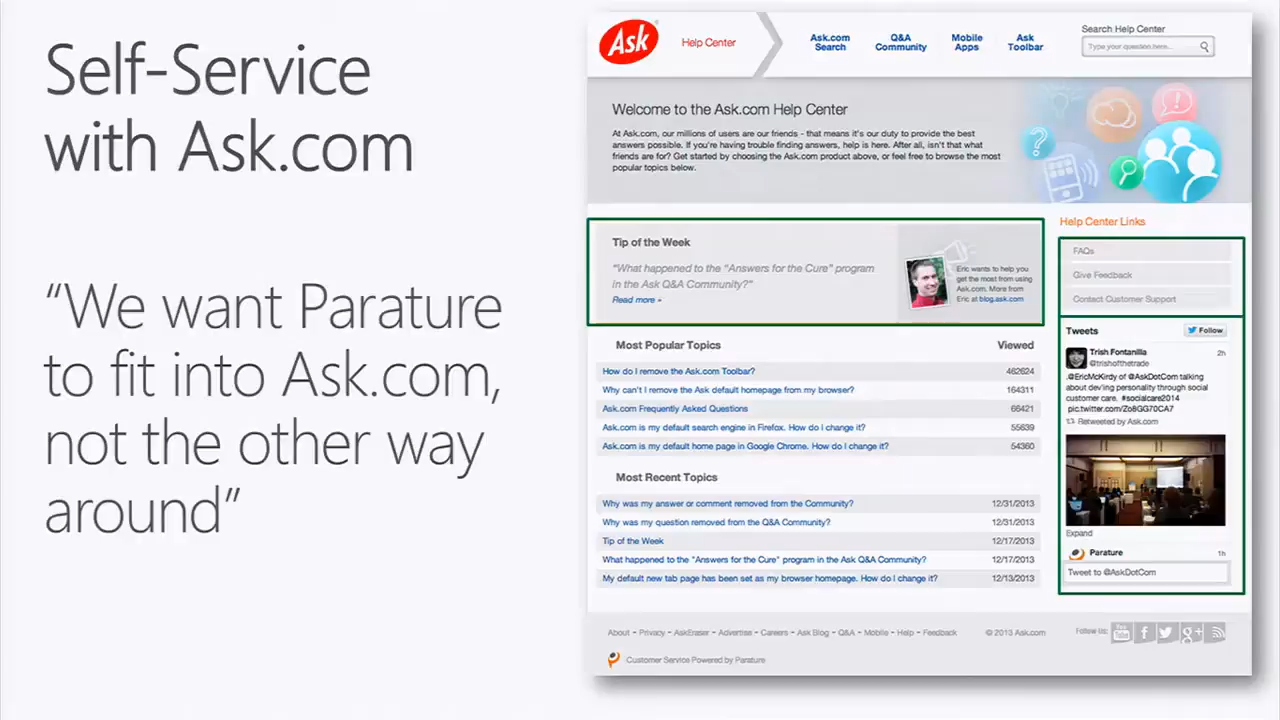 Self-Service
with Ask.com
“We want Parature
to fit into Ask.com,
not the other way
around”
Ask
Help Center
Ask.com
Search
Q&A
Community
Mobile
Apps
Ask
Toolbar
Search Help Center
Type your question here...
Welcome to the Ask.com Help Center
At Ask.com, our millions of users are our friends - that means it's our duty to provide the best
answers possible. If you're having trouble finding answers, help is here. After all, isn't that what
friends are for? Get started by choosing the Ask.com product above, or feel free to browse the most
popular topics below.
Tip of the Week
“What happened to the “Answers for the Cure” program
in the Ask Q&A Community?”
Read more »
Eric wants to help you
get the most from using
Ask.com. More from
Eric at blog.ask.com
Most Popular Topics Viewed
How do I remove the Ask.com Toolbar? 462624
Why can't I remove the Ask default homepage from my browser? 164311
Ask.com Frequently Asked Questions 66421
Ask.com is my default search engine in Firefox. How do I change it? 55639
Ask.com is my default home page in Google Chrome. How do I change it? 54360
Most Recent Topics
Why was my answer or comment removed from the Community? 12/31/2013
Why was my question removed from the Q&A Community? 12/31/2013
Tip of the Week 12/17/2013
What happened to the "Answers for the Cure" program in the Ask Q&A Community? 12/17/2013
My default new tab page has been set as my browser homepage. How do I change it? 12/13/2013
Help Center Links
FAQs
Give Feedback
Contact Customer Support
Tweets
Follow
Trish Fontanilla 2h
@trishofthetrade
.@EricMcKirdy of @AskDotCom talking
about dev'ing personality through social
customer care. #socialcare2014
pic.twitter.com/Zo8GG70CA7
Retweeted by Ask.com
Expand
Parature 1h
Tweet to @AskDotCom
About - Privacy - AskEraser - Advertise - Careers - Ask Blog - Q&A - Mobile - Help - Feedback
© 2013 Ask.com
Follow Us:
You Tube
Customer Service Powered by Parature